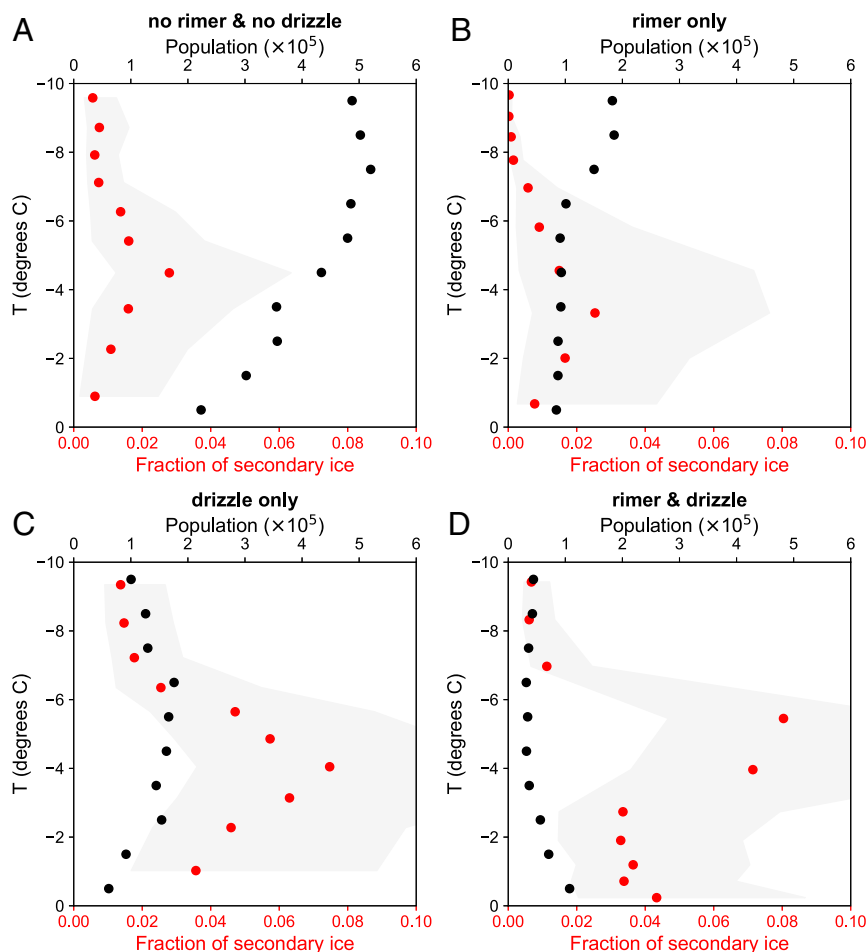 A
no rimer & no drizzle
Population (×10⁵)
0 1 2 3 4 5 6
−10
−8
−6
−4
−2
0
T (degrees C)
0.00 0.02 0.04 0.06 0.08 0.10
Fraction of secondary ice
B
rimer only
Population (×10⁵)
0 1 2 3 4 5 6
−10
−8
−6
−4
−2
0
T (degrees C)
0.00 0.02 0.04 0.06 0.08 0.10
Fraction of secondary ice
C
drizzle only
Population (×10⁵)
0 1 2 3 4 5 6
−10
−8
−6
−4
−2
0
T (degrees C)
0.00 0.02 0.04 0.06 0.08 0.10
Fraction of secondary ice
D
rimer & drizzle
Population (×10⁵)
0 1 2 3 4 5 6
−10
−8
−6
−4
−2
0
T (degrees C)
0.00 0.02 0.04 0.06 0.08 0.10
Fraction of secondary ice